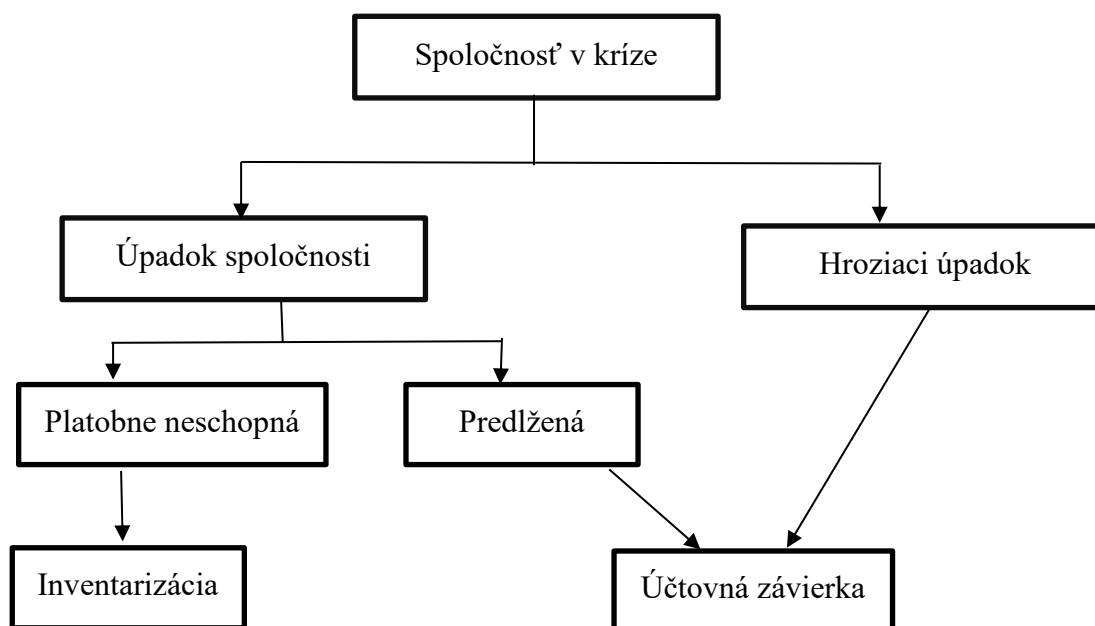 Spoločnosť v kríze
Úpadok spoločnosti
Hroziaci úpadok
Platobne neschopná
Predlžená
Inventarizácia
Účtovná závierka